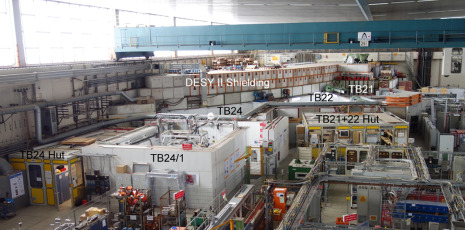 DESY II Shielding
TB21
TB22
TB24
TB21+22 Hut
TB24 Hut
TB24/1